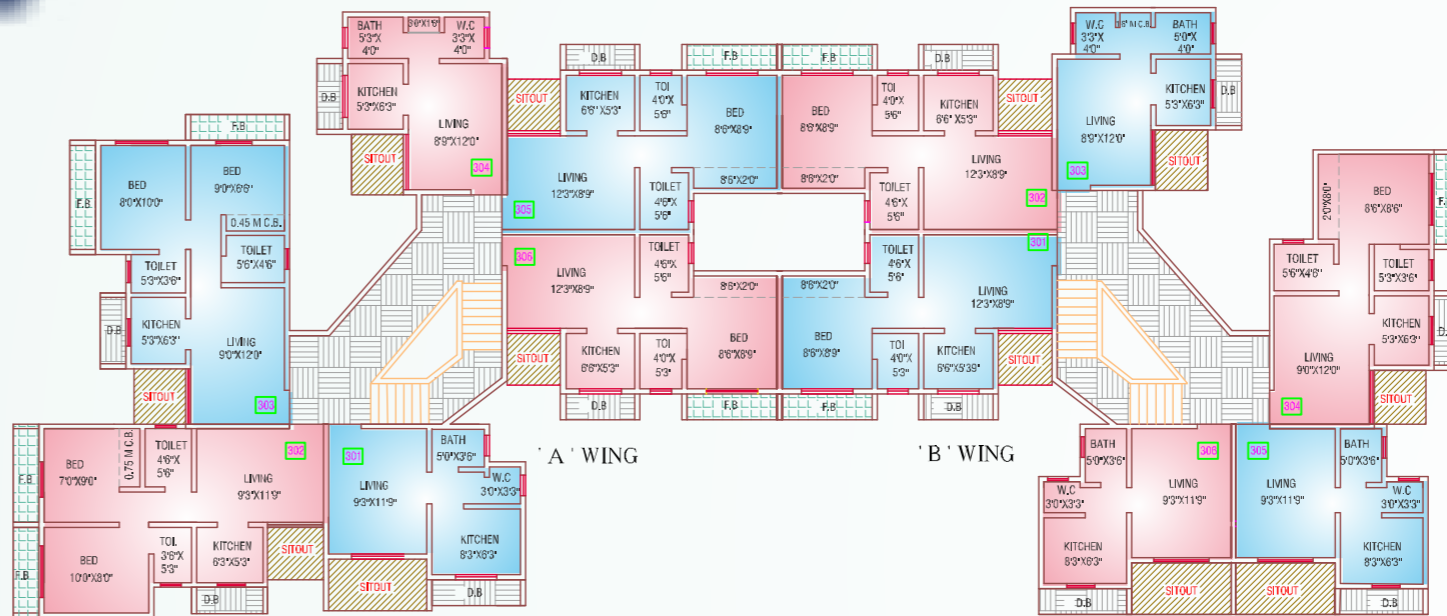 BATH
5'3"X
4'0"
3'0"X1'6"
W.C
3'3"X
4'0"
KITCHEN
5'3"X6'3"
D.B
LIVING
8'9"X12'0"
SITOUT
304
D.B
SITOUT
KITCHEN
6'6"X5'3"
TOI
4'0"X
5'6"
F.B
BED
8'6"X8'9"
8'6"X2'0"
LIVING
12'3"X8'9"
TOILET
4'6"X
5'6"
305
F.B
BED
8'6"X8'9"
8'6"X2'0"
TOI
4'0"X
5'6"
D.B
KITCHEN
6'6"X5'3"
SITOUT
TOILET
4'6"X
5'6"
LIVING
12'3"X8'9"
302
W.C
3'3"X
4'0"
BATH
5'0"X
4'0"
KITCHEN
5'3"X6'3"
D.B
LIVING
8'9"X12'0"
SITOUT
303
F.B
F.B
BED
8'0"X10'0"
BED
9'0"X6'6"
0.45 M C.B.
TOILET
5'6"X4'6"
TOILET
5'3"X3'6"
D.B
KITCHEN
5'3"X6'3"
LIVING
9'0"X12'0"
SITOUT
303
306
LIVING
12'3"X8'9"
TOILET
4'6"X
5'6"
8'6"X2'0"
BED
8'6"X8'9"
SITOUT
KITCHEN
6'6"X5'3"
TOI
4'0"X
5'3"
D.B
F.B
301
TOILET
4'6"X
5'6"
LIVING
12'3"X8'9"
8'6"X2'0"
BED
8'6"X8'9"
TOI
4'0"X
5'3"
KITCHEN
6'6"X5'39"
SITOUT
F.B
D.B
2'0"X8'0"
BED
8'6"X8'6"
TOILET
5'6"X4'6"
TOILET
5'3"X3'6"
KITCHEN
5'3"X6'3"
LIVING
9'0"X12'0"
304
SITOUT
F.B
BED
7'0"X9'0"
0.75 M C.B.
TOILET
4'6"X
5'6"
LIVING
9'3"X11'9"
302
F.B
BED
10'0"X8'0"
TOI.
3'6"X
5'3"
KITCHEN
6'3"X5'3"
SITOUT
D.B
301
LIVING
9'3"X11'9"
BATH
5'0"X3'6"
W.C
3'0"X3'3"
KITCHEN
8'3"X6'3"
SITOUT
D.B
'A' WING
'B' WING
BATH
5'0"X3'6"
W.C
3'0"X3'3"
KITCHEN
8'3"X6'3"
LIVING
9'3"X11'9"
D.B
SITOUT
305
LIVING
9'3"X11'9"
BATH
5'0"X3'6"
W.C
3'0"X3'3"
KITCHEN
8'3"X6'3"
SITOUT
D.B